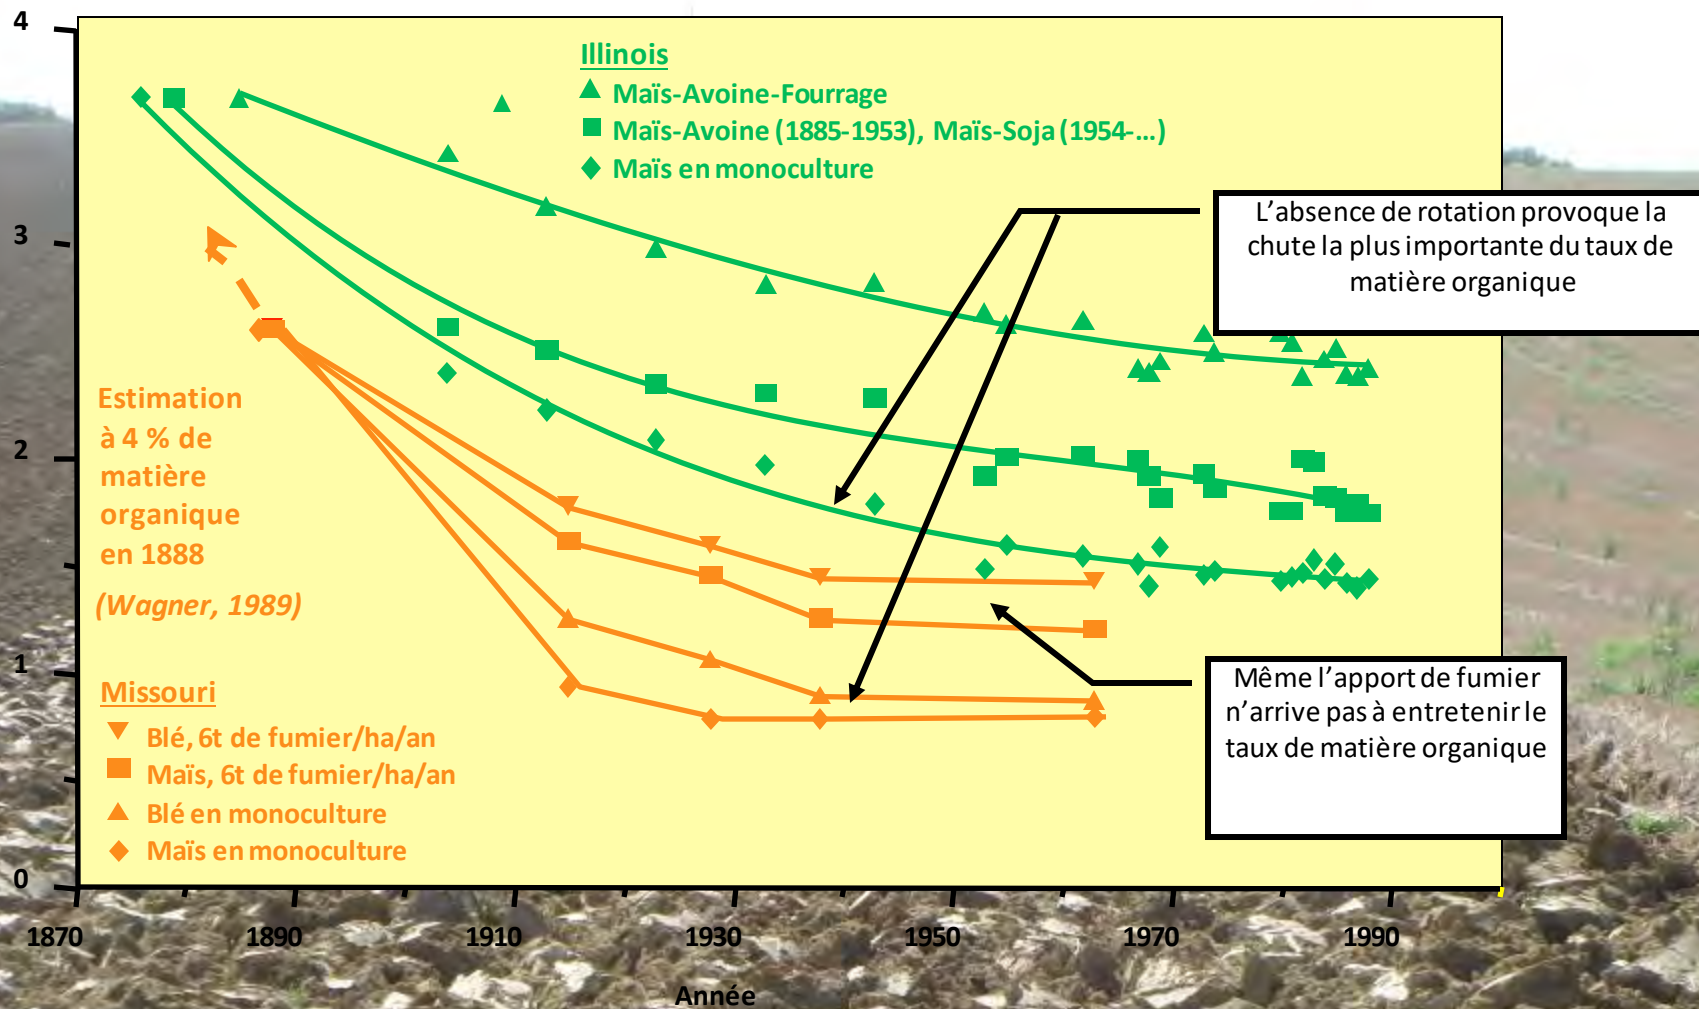 4
3
2
1
0
Illinois
Maïs-Avoine-Fourrage
Maïs-Avoine (1885-1953), Maïs-Soja (1954-...)
Maïs en monoculture
L'absence de rotation provoque la
chute la plus importante du taux de
matière organique
Estimation
à 4 % de
matière
organique
en 1888
(Wagner, 1989)
Missouri
Blé, 6t de fumier/ha/an
Maïs, 6t de fumier/ha/an
Blé en monoculture
Maïs en monoculture
Même l'apport de fumier
n'arrive pas à entretenir le
taux de matière organique
1870 1890 1910 1930 1950 1970 1990
Année